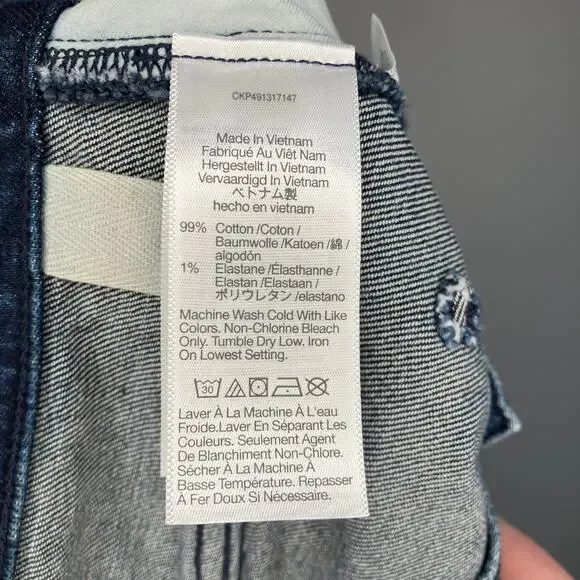 CKP491317147
Made In Vietnam
Fabriqué Au Viêt Nam
Hergestellt In Vietnam
Vervaardigd In Vietnam
ベトナム製
hecho en vietnam
99% Cotton /Coton /
Baumwolle /Katoen /綿 /
algodón
1% Elastane /Élasthanne /
Elastan /Elastaan /
ポリウレタン /elastano
Machine Wash Cold With Like
Colors. Non-Chlorine Bleach
Only. Tumble Dry Low. Iron
On Lowest Setting.
30
Laver À La Machine À L'eau
Froide.Laver En Séparant Les
Couleurs. Seulement Agent
De Blanchiment Non-Chlore.
Sécher À La Machine À
Basse Température. Repasser
À Fer Doux Si Nécessaire.